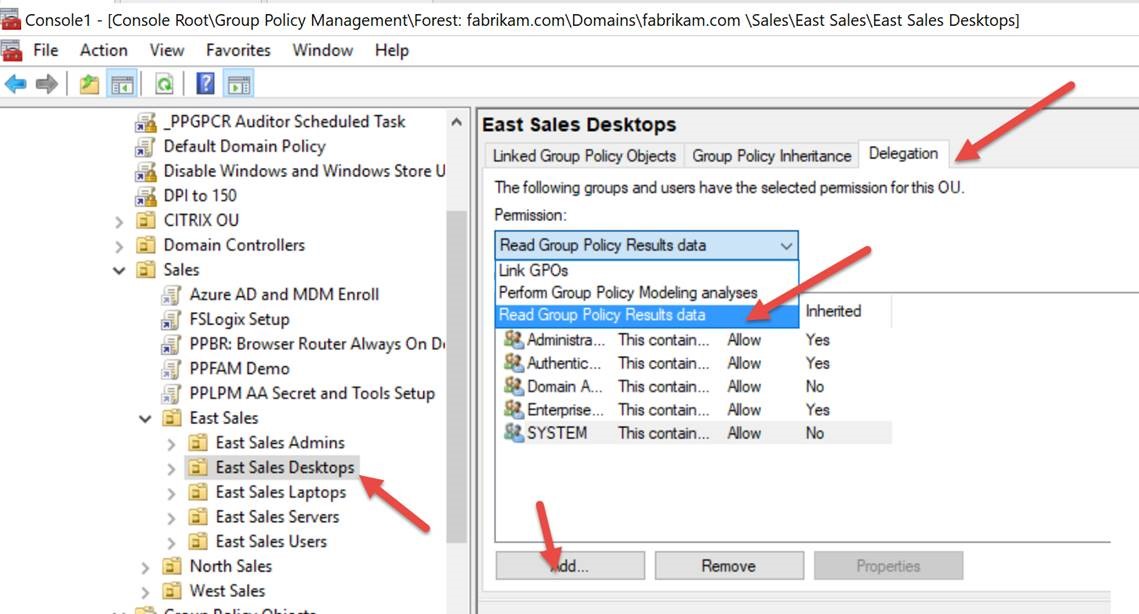 Console1 - [Console Root\Group Policy Management\Forest: fabrikam.com\Domains\fabrikam.com \Sales\East Sales\East Sales Desktops]
File Action View Favorites Window Help
_PPGPCR Auditor Scheduled Task
Default Domain Policy
Disable Windows and Windows Store U
DPI to 150
CITRIX OU
Domain Controllers
Sales
Azure AD and MDM Enroll
FSLogix Setup
PPBR: Browser Router Always On De
PPFAM Demo
PPLPM AA Secret and Tools Setup
East Sales
East Sales Admins
East Sales Desktops
East Sales Laptops
East Sales Servers
East Sales Users
North Sales
West Sales
Group Policy Objects
East Sales Desktops
Linked Group Policy Objects Group Policy Inheritance Delegation
The following groups and users have the selected permission for this OU.
Permission:
Read Group Policy Results data
Link GPOs
Perform Group Policy Modeling analyses
Read Group Policy Results data
Inherited
Administra... This contain... Allow Yes
Authentic... This contain... Allow Yes
Domain A... This contain... Allow No
Enterprise... This contain... Allow Yes
SYSTEM This contain... Allow No
Add... Remove Properties